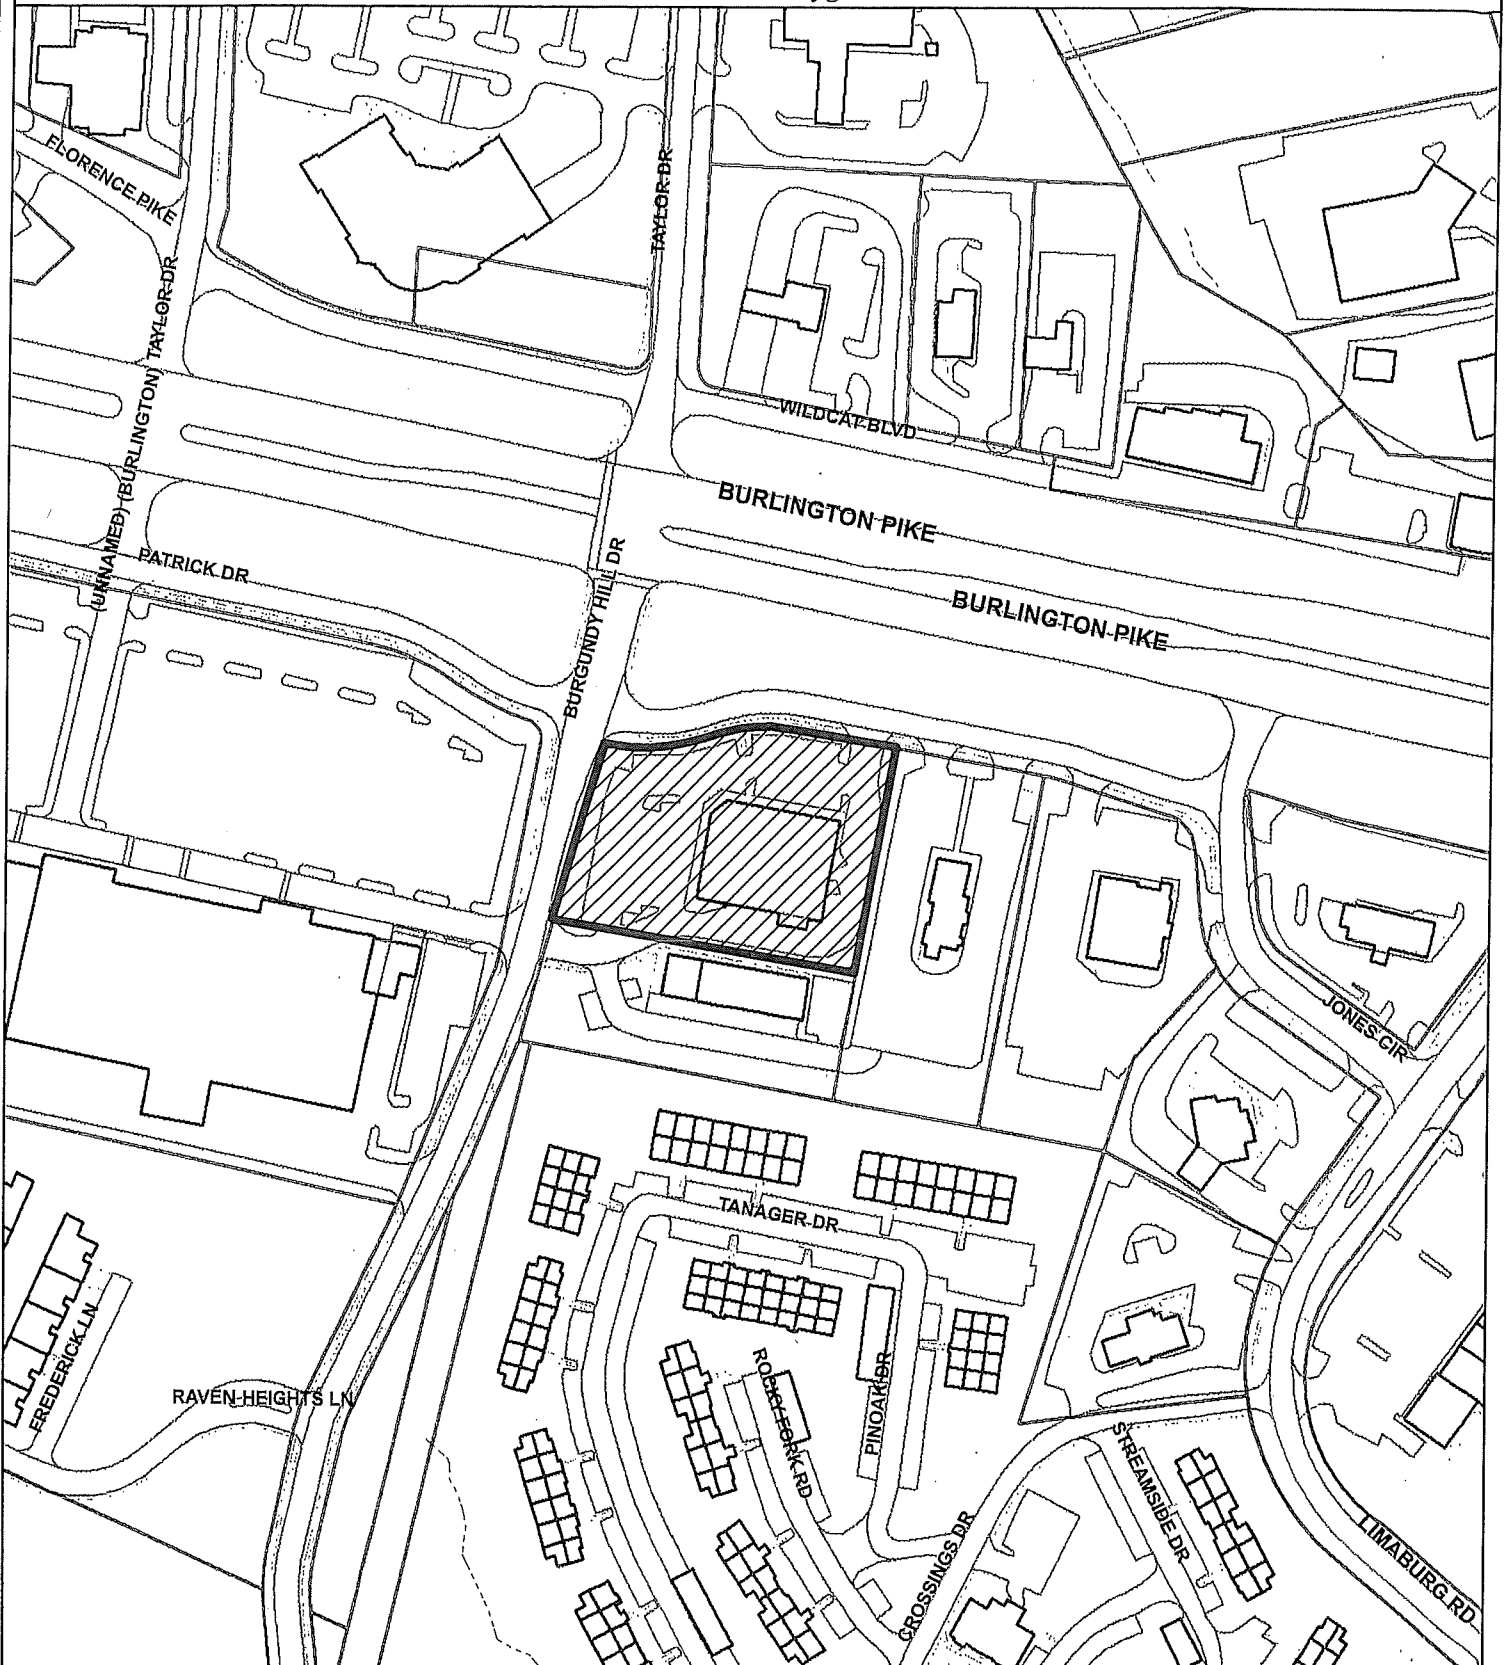 FLORENCE PIKE
TAYLOR DR
(UNNAMED) (BURLINGTON) TAYLOR DR
WILDCAT BLVD
BURLINGTON PIKE
PATRICK DR
BURGUNDY HILL DR
BURLINGTON PIKE
JONES CIR
TANAGER DR
FREDERICK LN
RAVEN HEIGHTS LN
ROCKY FORK RD
PINOAK DR
CROSSINGS DR
STREAMSIDE DR
LIMABURG RD